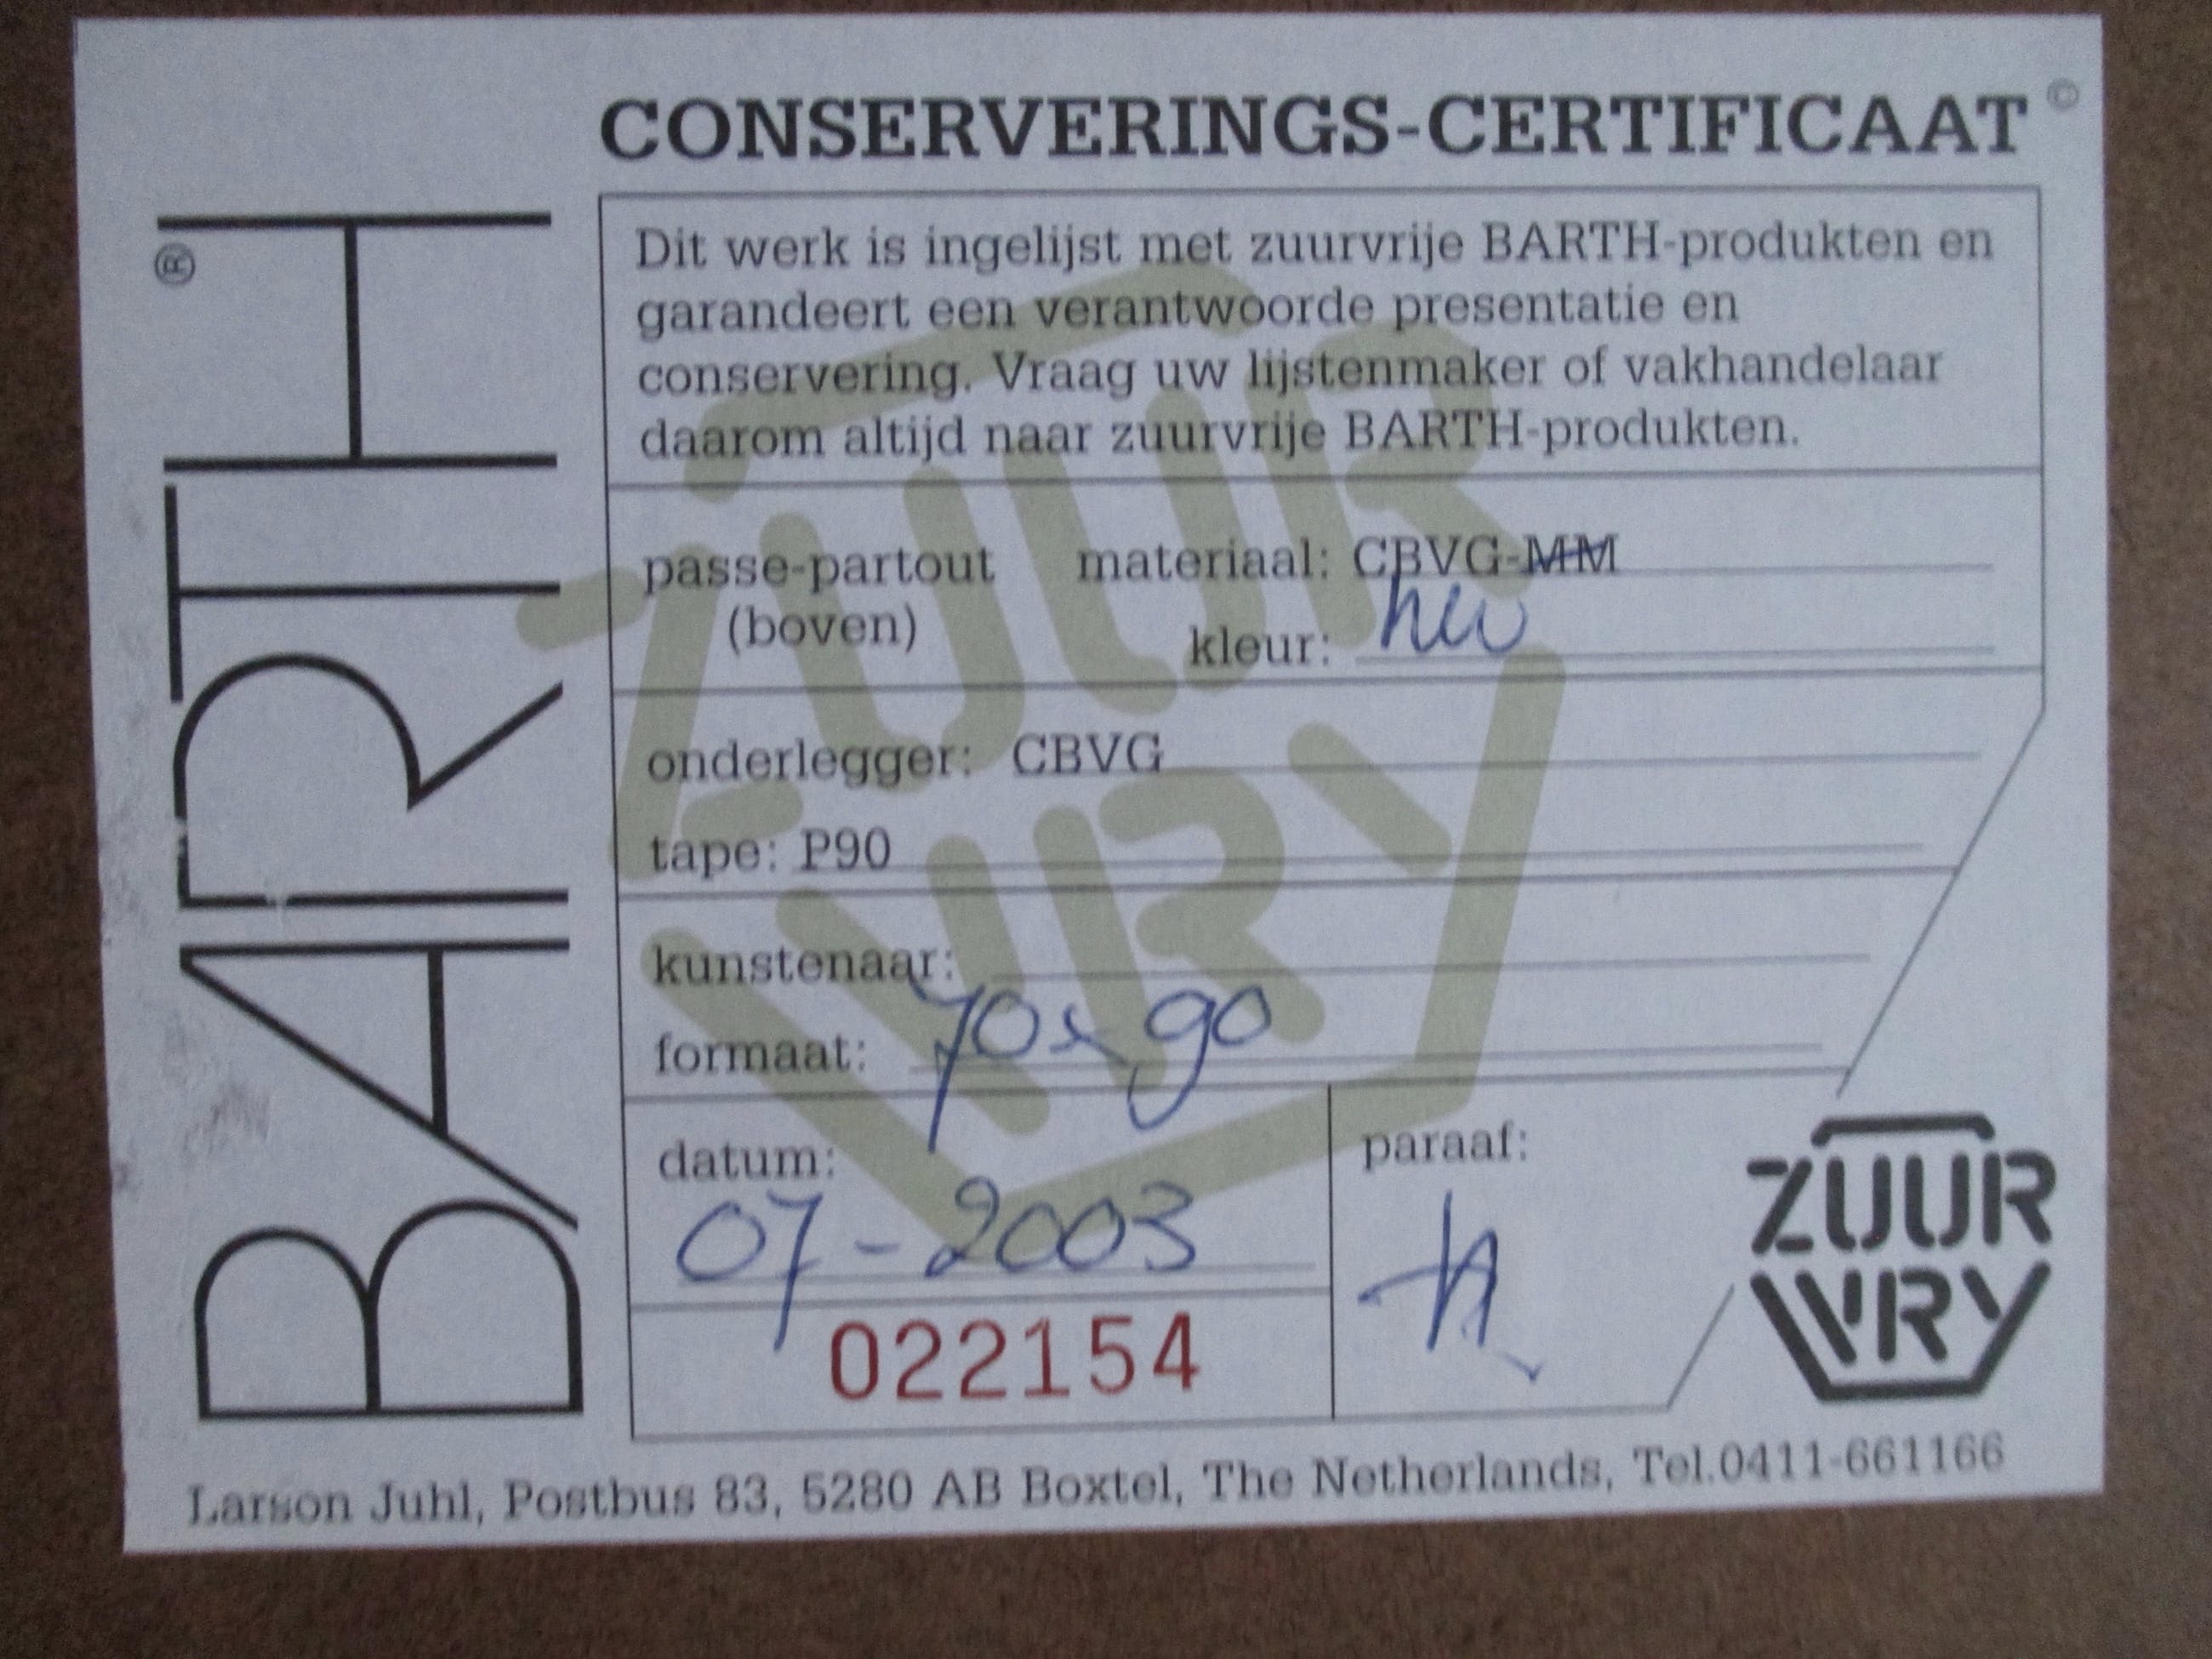 CONSERVERINGS-CERTIFICAAT ©
BARTH ®
Dit werk is ingelijst met zuurvrije BARTH-produkten en
garandeert een verantwoorde presentatie en
conservering. Vraag uw lijstenmaker of vakhandelaar
daarom altijd naar zuurvrije BARTH-produkten.
passe-partout materiaal: CBVG-MM
(boven) kleur:
onderlegger: CBVG
tape: P90
kunstenaar:
formaat: 70x90
datum: paraaf:
07-2003
022154
ZUUR
VRY
Larson Juhl, Postbus 83, 5280 AB Boxtel, The Netherlands, Tel.0411-661166